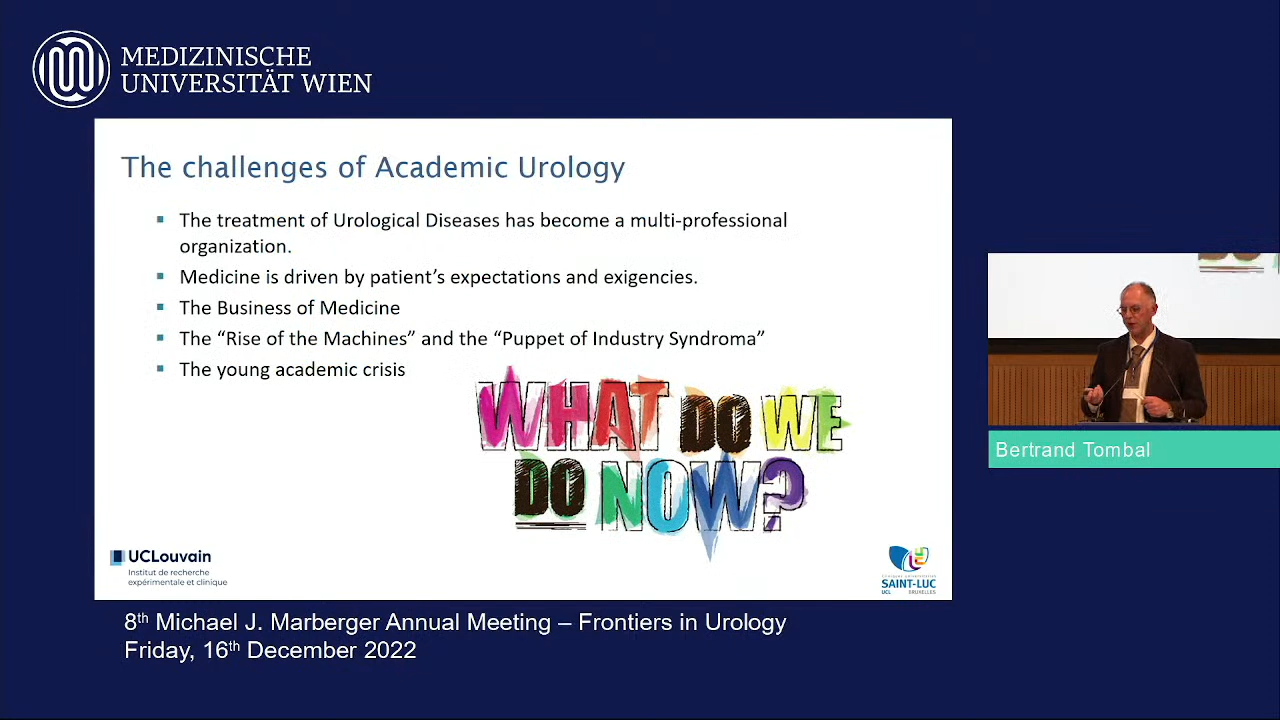 MEDIZINISCHE
UNIVERSITÄT WIEN
The challenges of Academic Urology
▪ The treatment of Urological Diseases has become a multi-professional
organization.
▪ Medicine is driven by patient’s expectations and exigencies.
▪ The Business of Medicine
▪ The “Rise of the Machines” and the “Puppet of Industry Syndroma”
▪ The young academic crisis
WHAT DO WE
DO NOW?
UCLouvain
Institut de recherche
expérimentale et clinique
SAINT-LUC
UCL BRUXELLES
Bertrand Tombal
8th Michael J. Marberger Annual Meeting – Frontiers in Urology
Friday, 16th December 2022